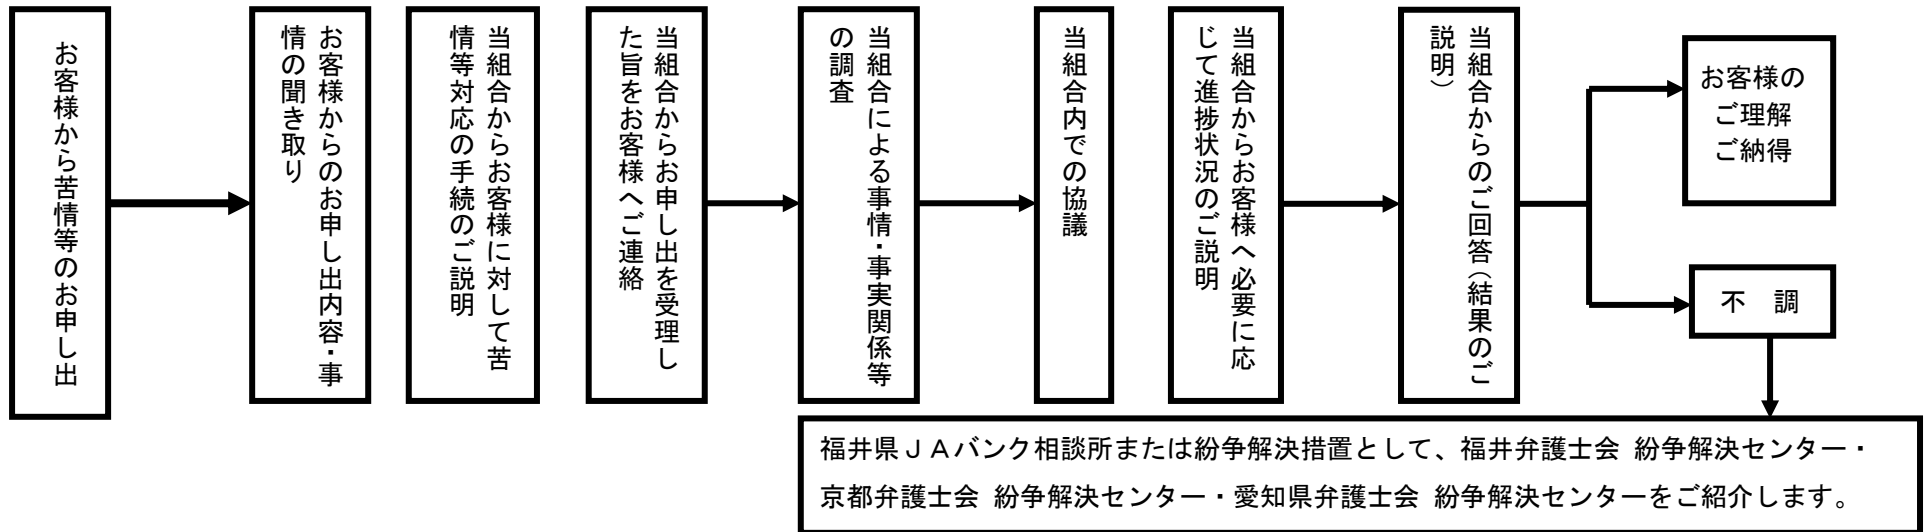 お客様から苦情等のお申し出
お客様からのお申し出内容・事
情の聞き取り
当組合からお客様に対して苦
情等対応の手続のご説明
当組合からお申し出を受理し
た旨をお客様へご連絡
当組合による事情・事実関係等
の調査
当組合内での協議
当組合からお客様へ必要に応
じて進捗状況のご説明
当組合からのご回答（結果のご
説明）
お客様の
ご理解
ご納得
不　調
福井県ＪＡバンク相談所または紛争解決措置として、福井弁護士会 紛争解決センター・
京都弁護士会 紛争解決センター・愛知県弁護士会 紛争解決センターをご紹介します。